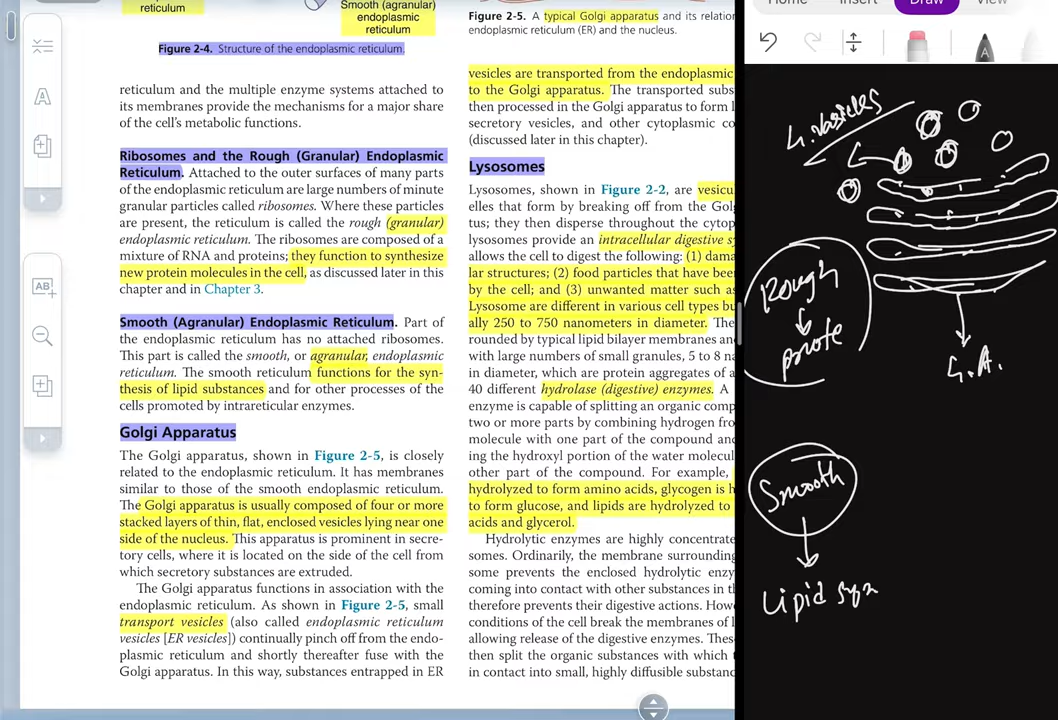 reticulum
Smooth (agranular)
endoplasmic
reticulum
Figure 2-4. Structure of the endoplasmic reticulum.
reticulum and the multiple enzyme systems attached to
its membranes provide the mechanisms for a major share
of the cell's metabolic functions.
Ribosomes and the Rough (Granular) Endoplasmic
Reticulum. Attached to the outer surfaces of many parts
of the endoplasmic reticulum are large numbers of minute
granular particles called ribosomes. Where these particles
are present, the reticulum is called the rough (granular)
endoplasmic reticulum. The ribosomes are composed of a
mixture of RNA and proteins; they function to synthesize
new protein molecules in the cell, as discussed later in this
chapter and in Chapter 3.
Smooth (Agranular) Endoplasmic Reticulum. Part of
the endoplasmic reticulum has no attached ribosomes.
This part is called the smooth, or agranular, endoplasmic
reticulum. The smooth reticulum functions for the syn-
thesis of lipid substances and for other processes of the
cells promoted by intrareticular enzymes.
Golgi Apparatus
The Golgi apparatus, shown in Figure 2-5, is closely
related to the endoplasmic reticulum. It has membranes
similar to those of the smooth endoplasmic reticulum.
The Golgi apparatus is usually composed of four or more
stacked layers of thin, flat, enclosed vesicles lying near one
side of the nucleus. This apparatus is prominent in secre-
tory cells, where it is located on the side of the cell from
which secretory substances are extruded.
The Golgi apparatus functions in association with the
endoplasmic reticulum. As shown in Figure 2-5, small
transport vesicles (also called endoplasmic reticulum
vesicles [ER vesicles]) continually pinch off from the endo-
plasmic reticulum and shortly thereafter fuse with the
Golgi apparatus. In this way, substances entrapped in ER
Figure 2-5. A typical Golgi apparatus and its relation
endoplasmic reticulum (ER) and the nucleus.
vesicles are transported from the endoplasmic
to the Golgi apparatus. The transported subs
then processed in the Golgi apparatus to form l
secretory vesicles, and other cytoplasmic co
(discussed later in this chapter).
Lysosomes
Lysosomes, shown in Figure 2-2, are vesicu
elles that form by breaking off from the Gol
tus; they then disperse throughout the cytop
lysosomes provide an intracellular digestive sy
allows the cell to digest the following: (1) dama
lar structures; (2) food particles that have bee
by the cell; and (3) unwanted matter such as
Lysosome are different in various cell types bu
ally 250 to 750 nanometers in diameter. The
rounded by typical lipid bilayer membranes an
with large numbers of small granules, 5 to 8 na
in diameter, which are protein aggregates of a
40 different hydrolase (digestive) enzymes. A
enzyme is capable of splitting an organic comp
two or more parts by combining hydrogen fro
molecule with one part of the compound and
ing the hydroxyl portion of the water molecul
other part of the compound. For example,
hydrolyzed to form amino acids, glycogen is h
to form glucose, and lipids are hydrolyzed to
acids and glycerol.
Hydrolytic enzymes are highly concentrate
somes. Ordinarily, the membrane surrounding
some prevents the enclosed hydrolytic enzy
coming into contact with other substances in t
therefore prevents their digestive actions. How
conditions of the cell break the membranes of l
allowing release of the digestive enzymes. Thes
then split the organic substances with which t
in contact into small, highly diffusible substanc
Home Insert Draw View
A
G. vesicles
Rough
prote
G.A.
Smooth
Lipid syn